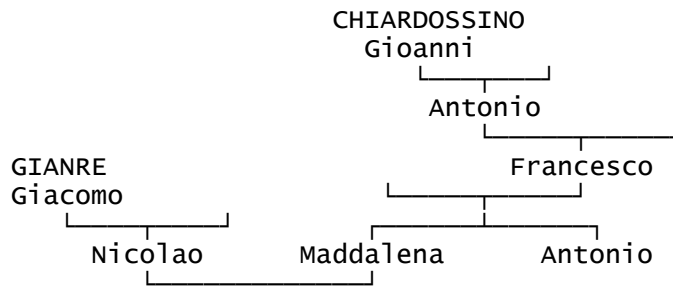 CHIARDOSSINO
Gioanni
Antonio
GIANRE Francesco
Giacomo
Nicolao Maddalena Antonio